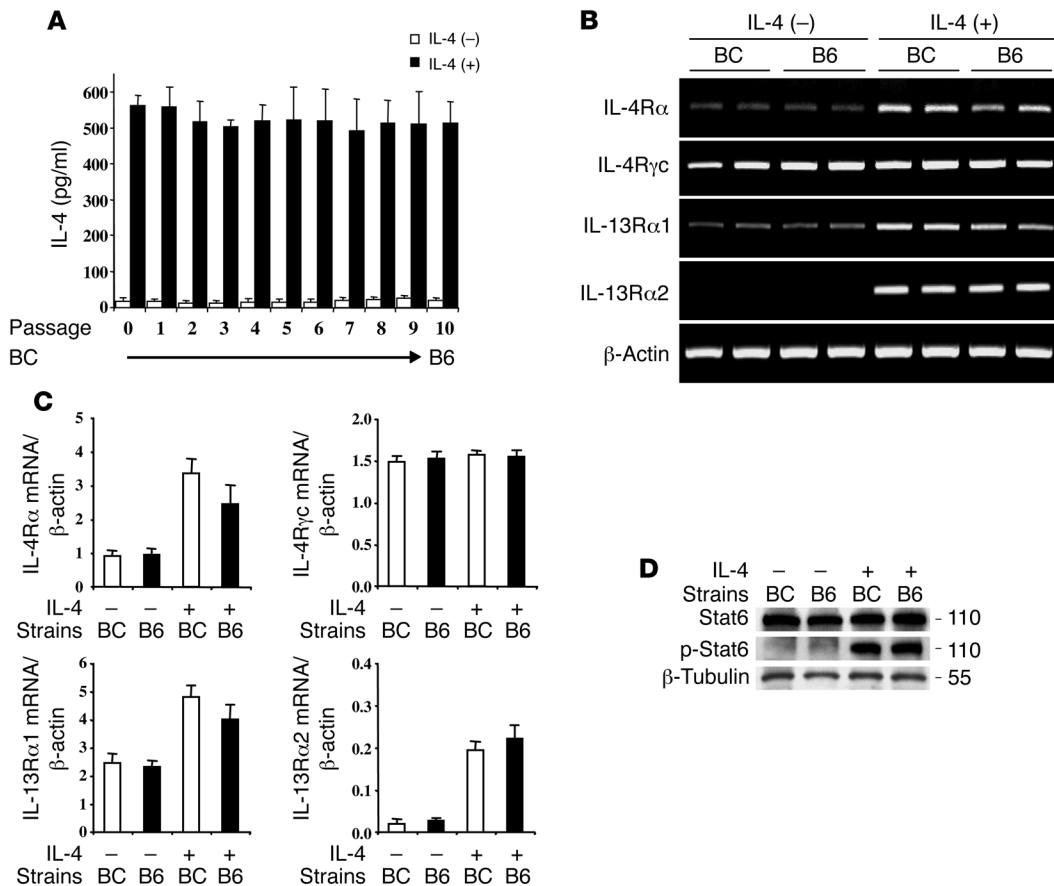 A
IL-4 (–)
IL-4 (+)
IL-4 (pg/ml)
600
500
400
300
200
100
0
Passage 0 1 2 3 4 5 6 7 8 9 10
BC B6
B
IL-4 (–) IL-4 (+)
BC B6 BC B6
IL-4Rα
IL-4Rγc
IL-13Rα1
IL-13Rα2
β-Actin
C
IL-4Rα mRNA/
β-actin
5
4
3
2
1
0
IL-4 – – + +
Strains BC B6 BC B6
IL-4Rγc mRNA/
β-actin
2.0
1.5
1.0
0.5
0.0
IL-4 – – + +
Strains BC B6 BC B6
IL-13Rα1 mRNA/
β-actin
6
5
4
3
2
1
0
IL-4 – – + +
Strains BC B6 BC B6
IL-13Rα2 mRNA/
β-actin
0.3
0.2
0.1
0.0
IL-4 – – + +
Strains BC B6 BC B6
D
IL-4 – – + +
Strains BC B6 BC B6
Stat6 - 110
p-Stat6 - 110
β-Tubulin - 55